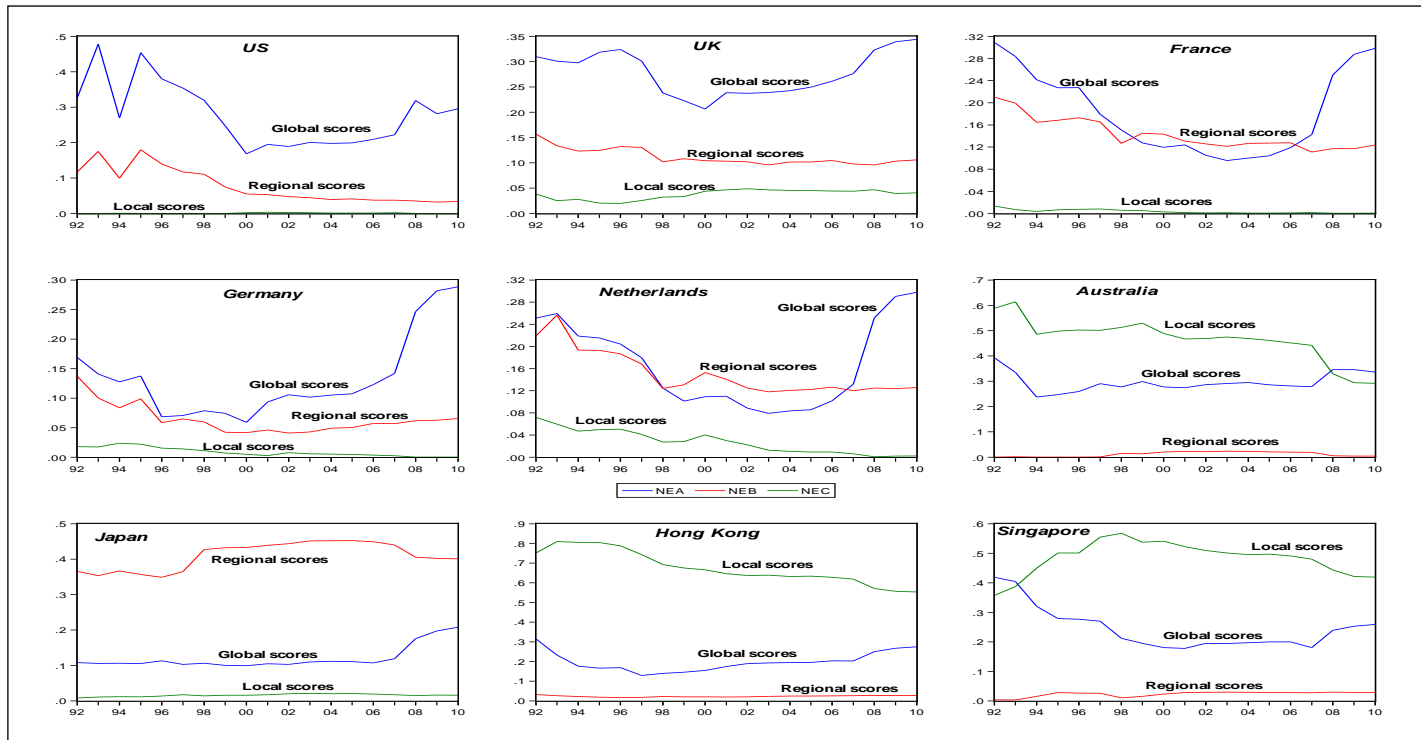 US
.5
.4
.3
.2
.1
.0
Global scores
Regional scores
Local scores
92 94 96 98 00 02 04 06 08 10
UK
.35
.30
.25
.20
.15
.10
.05
.00
Global scores
Regional scores
Local scores
92 94 96 98 00 02 04 06 08 10
France
.32
.28
.24
.20
.16
.12
.08
.04
.00
Global scores
Regional scores
Local scores
92 94 96 98 00 02 04 06 08 10
Germany
.30
.25
.20
.15
.10
.05
.00
Global scores
Regional scores
Local scores
92 94 96 98 00 02 04 06 08 10
Netherlands
.32
.28
.24
.20
.16
.12
.08
.04
.00
Global scores
Regional scores
Local scores
92 94 96 98 00 02 04 06 08 10
NEA NEB NEC
Australia
.7
.6
.5
.4
.3
.2
.1
.0
Local scores
Global scores
Regional scores
92 94 96 98 00 02 04 06 08 10
Japan
.5
.4
.3
.2
.1
.0
Regional scores
Global scores
Local scores
92 94 96 98 00 02 04 06 08 10
Hong Kong
.9
.8
.7
.6
.5
.4
.3
.2
.1
.0
Local scores
Global scores
Regional scores
92 94 96 98 00 02 04 06 08 10
Singapore
.6
.5
.4
.3
.2
.1
.0
Local scores
Global scores
Regional scores
92 94 96 98 00 02 04 06 08 10